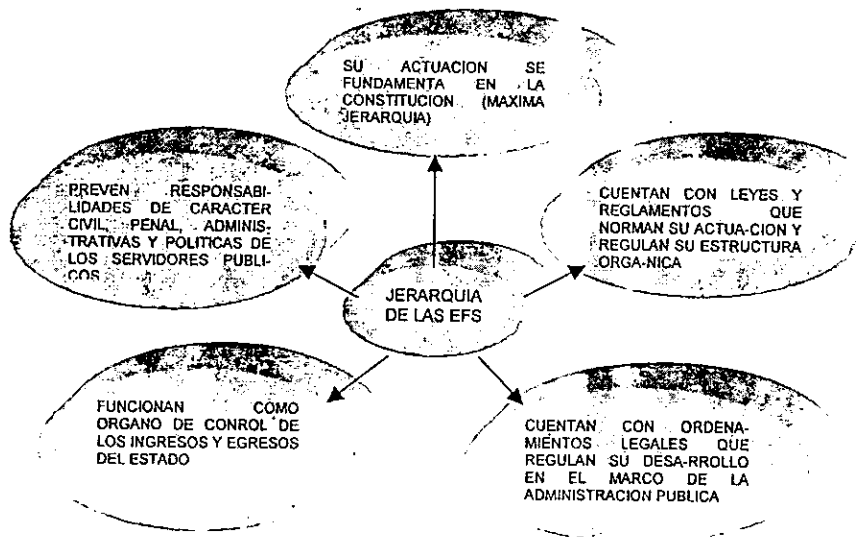 SU ACTUACION SE
FUNDAMENTA EN LA
CONSTITUCION (MAXIMA
JERARQUIA)
PREVEN RESPONSABI-
LIDADES DE CARACTER
CIVIL, PENAL, ADMINIS-
TRATIVAS Y POLITICAS DE
LOS SERVIDORES PUBLI-
COS
CUENTAN CON LEYES Y
REGLAMENTOS QUE
NORMAN SU ACTUA-CION Y
REGULAN SU ESTRUCTURA
ORGA-NICA
JERARQUIA
DE LAS EFS
FUNCIONAN COMO
ORGANO DE CONROL DE
LOS INGRESOS Y EGRESOS
DEL ESTADO
CUENTAN CON ORDENA-
MIENTOS LEGALES QUE
REGULAN SU DESA-RROLLO
EN EL MARCO DE LA
ADMINISTRACION PUBLICA